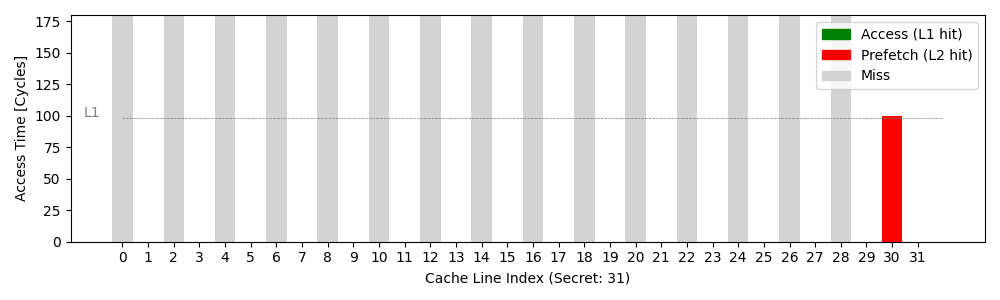 175
150
125
100
75
50
25
0
Access Time [Cycles]
L1
Access (L1 hit)
Prefetch (L2 hit)
Miss
0 1 2 3 4 5 6 7 8 9 10 11 12 13 14 15 16 17 18 19 20 21 22 23 24 25 26 27 28 29 30 31
Cache Line Index (Secret: 31)